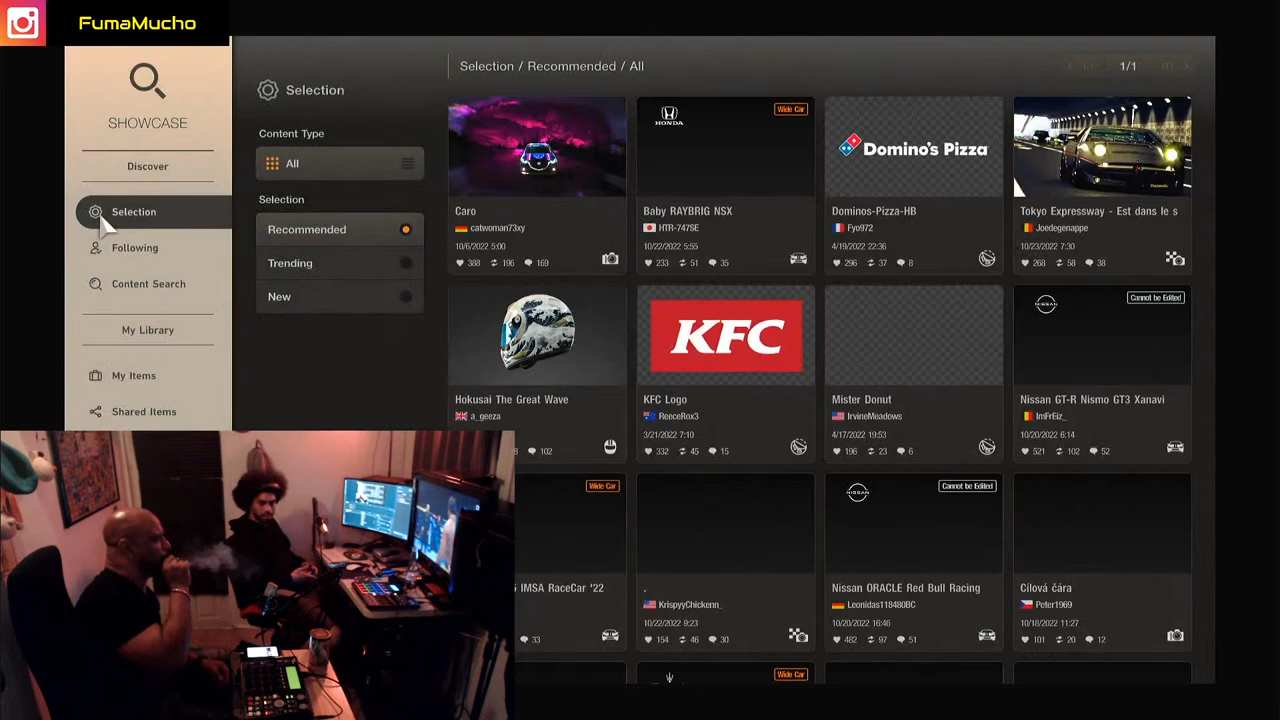 FumaMucho
SHOWCASE
Discover
Selection
Following
Content Search
My Library
My Items
Shared Items
Selection
Content Type
All
Selection
Recommended
Trending
New
Selection / Recommended / All
1/1
HONDA
Wide Car
Caro
catwoman73xy
10/6/2022 5:00
388 196 169
Baby RAYBRIG NSX
HTR-747SE
10/22/2022 5:55
233 51 35
Domino's Pizza
Dominos-Pizza-HB
Fyo972
4/19/2022 22:36
296 37 8
Tokyo Expressway - Est dans le s
Joedegenappe
10/23/2022 7:30
268 58 38
Hokusai The Great Wave
a_geeza
102
KFC
KFC Logo
ReeceRox3
3/21/2022 7:10
332 45 15
Mister Donut
IrvineMeadows
4/17/2022 19:53
196 23 6
Cannot be Edited
Nissan GT-R Nismo GT3 Xanavi
ImFrEiz_
10/20/2022 6:14
521 102 52
Wide Car
IMSA RaceCar '22
33
.
KrispyyChickenn_
10/22/2022 9:23
154 46 30
NISSAN
Cannot be Edited
Nissan ORACLE Red Bull Racing
Leonidas118480BC
10/20/2022 16:46
482 97 51
Cílová čára
Peter1969
10/18/2022 11:27
101 20 12
Wide Car